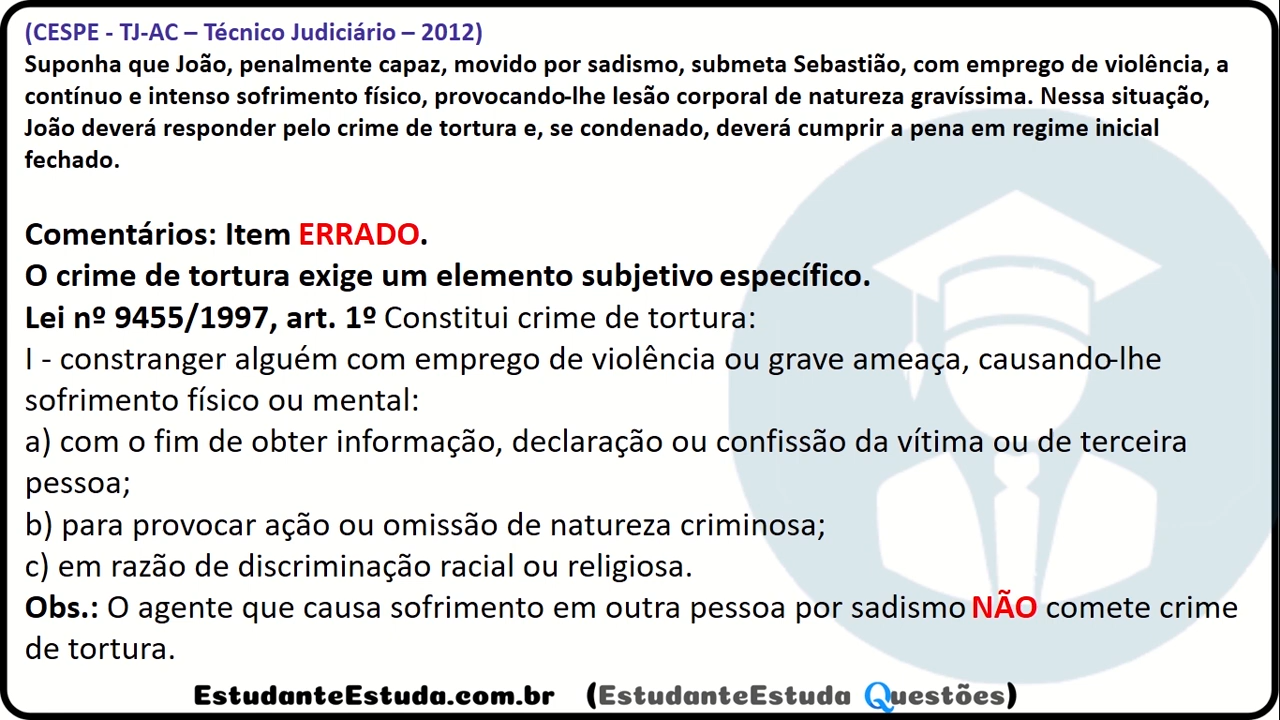 (CESPE - TJ-AC – Técnico Judiciário – 2012)
Suponha que João, penalmente capaz, movido por sadismo, submeta Sebastião, com emprego de violência, a
contínuo e intenso sofrimento físico, provocando-lhe lesão corporal de natureza gravíssima. Nessa situação,
João deverá responder pelo crime de tortura e, se condenado, deverá cumprir a pena em regime inicial
fechado.
Comentários: Item ERRADO.
O crime de tortura exige um elemento subjetivo específico.
Lei nº 9455/1997, art. 1º Constitui crime de tortura:
I - constranger alguém com emprego de violência ou grave ameaça, causando-lhe
sofrimento físico ou mental:
a) com o fim de obter informação, declaração ou confissão da vítima ou de terceira
pessoa;
b) para provocar ação ou omissão de natureza criminosa;
c) em razão de discriminação racial ou religiosa.
Obs.: O agente que causa sofrimento em outra pessoa por sadismo NÃO comete crime
de tortura.
EstudanteEstuda.com.br (EstudanteEstuda Questões)